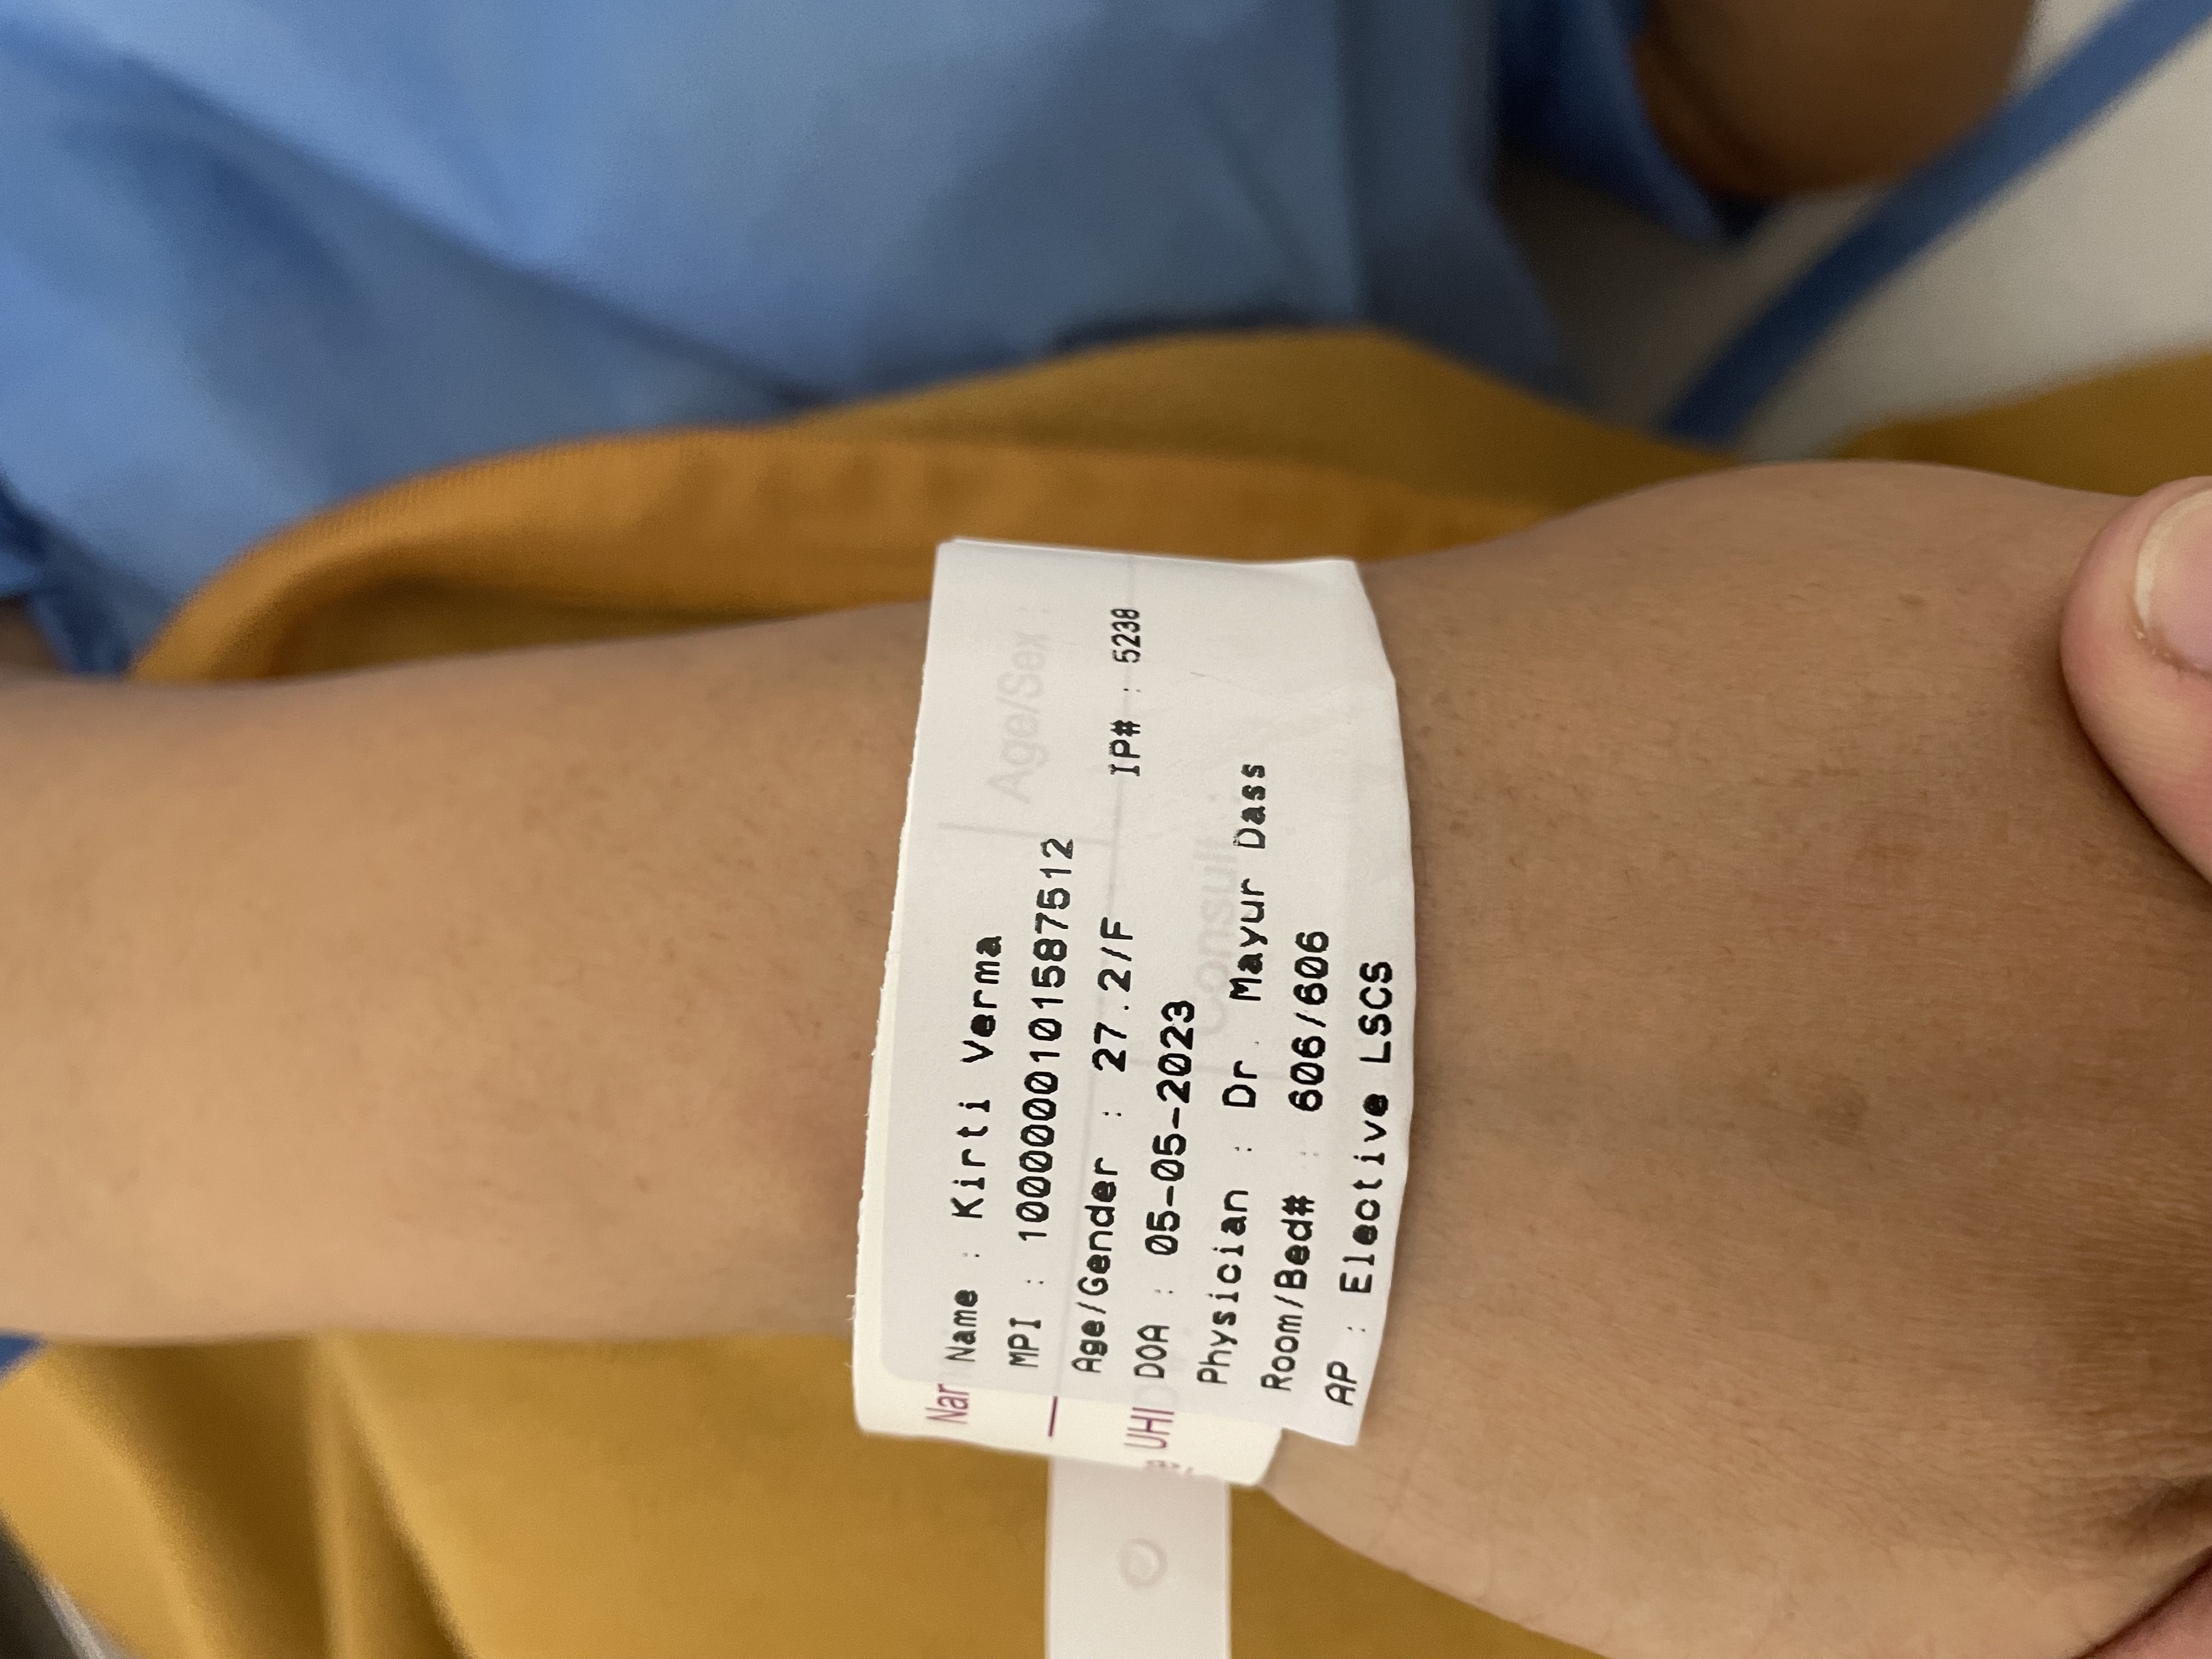 Name : Kirti Verma
MPI : 1000000101587512
Age/Sex :
Age/Gender : 27.2/F IP# : 5238
UHI
DOA : 05-05-2023
Consult :
Physician : Dr. Mayur Dass
Room/Bed# : 606/606
AP : Elective LSCS